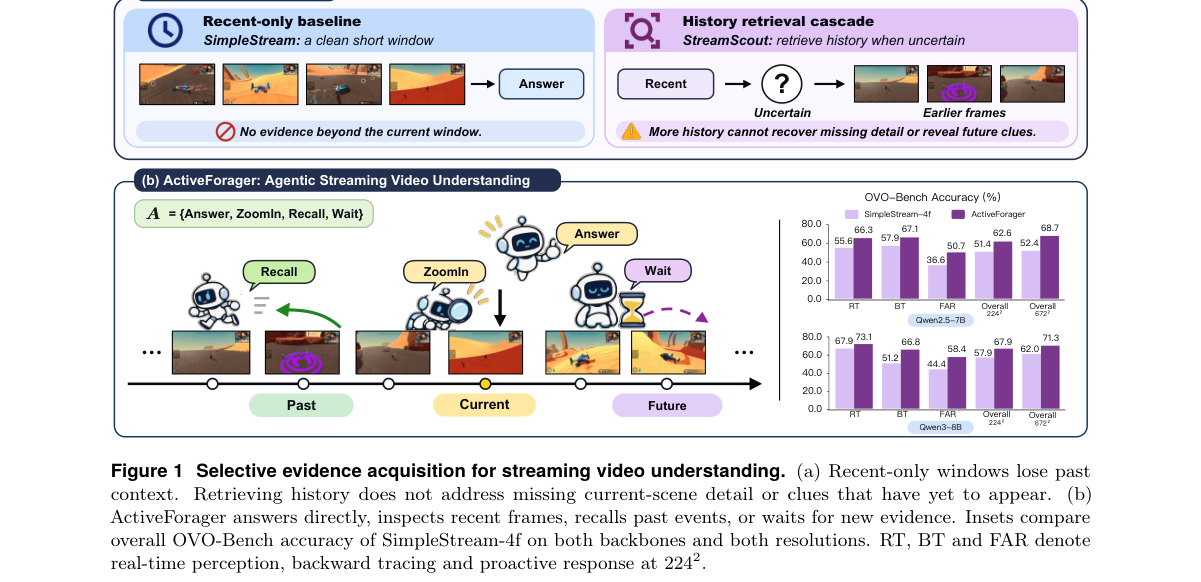 Recent-only baseline
SimpleStream: a clean short window
Answer
No evidence beyond the current window.
History retrieval cascade
StreamScout: retrieve history when uncertain
Recent
?
Uncertain
Earlier frames
More history cannot recover missing detail or reveal future clues.
(b) ActiveForager: Agentic Streaming Video Understanding
A = {Answer, ZoomIn, Recall, Wait}
Recall
ZoomIn
Answer
Wait
...
...
Past
Current
Future
OVO-Bench Accuracy (%)
SimpleStream-4f
ActiveForager
80.0
60.0
40.0
20.0
0.0
55.6
66.3
57.9
67.1
36.6
50.7
51.4
62.6
52.4
68.7
RT
BT
FAR
Overall
224²
Overall
672²
Qwen2.5-7B
80.0
60.0
40.0
20.0
0.0
67.9
73.1
51.2
66.8
44.4
58.4
57.9
67.9
62.0
71.3
RT
BT
FAR
Overall
224²
Overall
672²
Qwen3-8B
Figure 1 Selective evidence acquisition for streaming video understanding. (a) Recent-only windows lose past
context. Retrieving history does not address missing current-scene detail or clues that have yet to appear. (b)
ActiveForager answers directly, inspects recent frames, recalls past events, or waits for new evidence. Insets compare
overall OVO-Bench accuracy of SimpleStream-4f on both backbones and both resolutions. RT, BT and FAR denote
real-time perception, backward tracing and proactive response at 224².